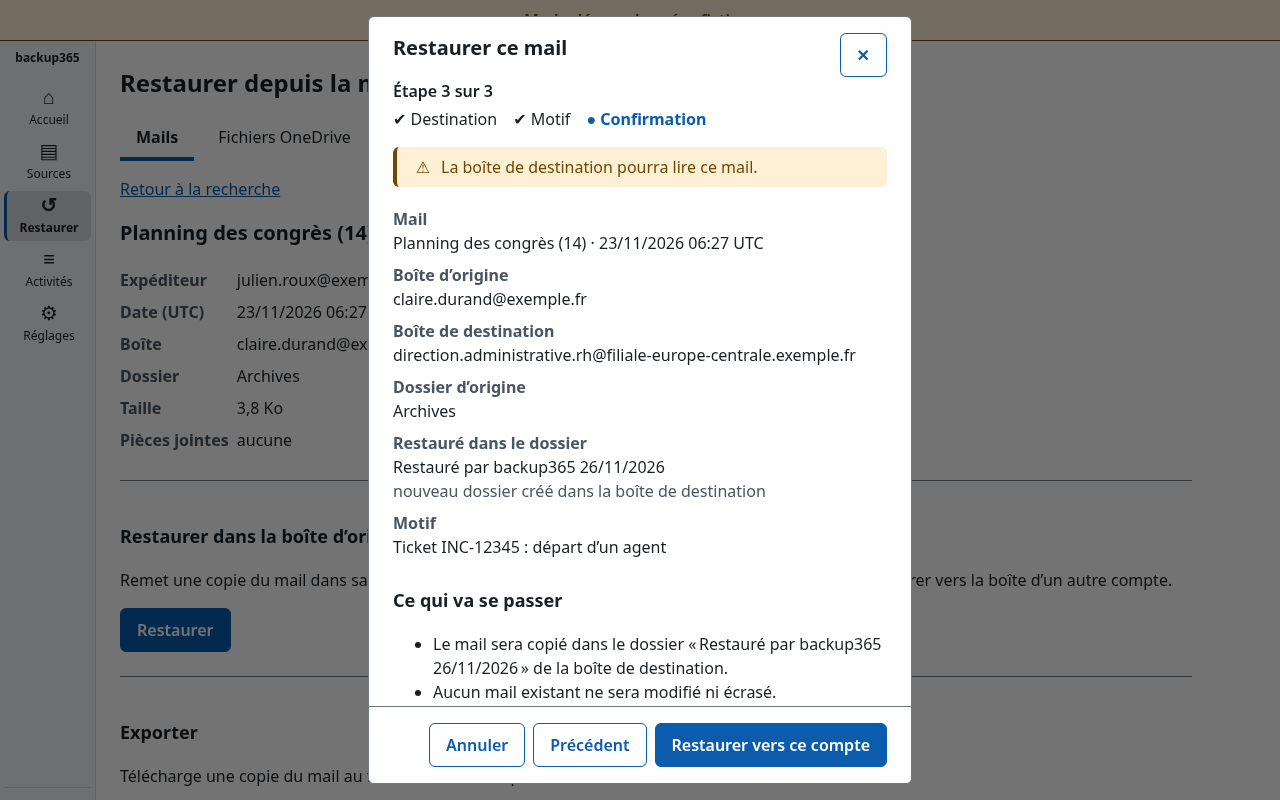 backup365
Accueil
Sources
Restaurer
Activités
Réglages
Restaurer depuis la
Mails
Fichiers OneDrive
Retour à la recherche
Planning des congrès (14
Expéditeur
julien.roux@exem
Date (UTC)
23/11/2026 06:27
Boîte
claire.durand@ex
Dossier
Archives
Taille
3,8 Ko
Pièces jointes
aucune
Restaurer dans la boîte d’ori
Remet une copie du mail dans sa
rer vers la boîte d’un autre compte.
Restaurer
Exporter
Télécharge une copie du mail au
Restaurer ce mail
×
Étape 3 sur 3
✔ Destination ✔ Motif ● Confirmation
⚠ La boîte de destination pourra lire ce mail.
Mail
Planning des congrès (14) · 23/11/2026 06:27 UTC
Boîte d’origine
claire.durand@exemple.fr
Boîte de destination
direction.administrative.rh@filiale-europe-centrale.exemple.fr
Dossier d’origine
Archives
Restauré dans le dossier
Restauré par backup365 26/11/2026
nouveau dossier créé dans la boîte de destination
Motif
Ticket INC-12345 : départ d’un agent
Ce qui va se passer
• Le mail sera copié dans le dossier « Restauré par backup365
26/11/2026 » de la boîte de destination.
• Aucun mail existant ne sera modifié ni écrasé.
Annuler
Précédent
Restaurer vers ce compte